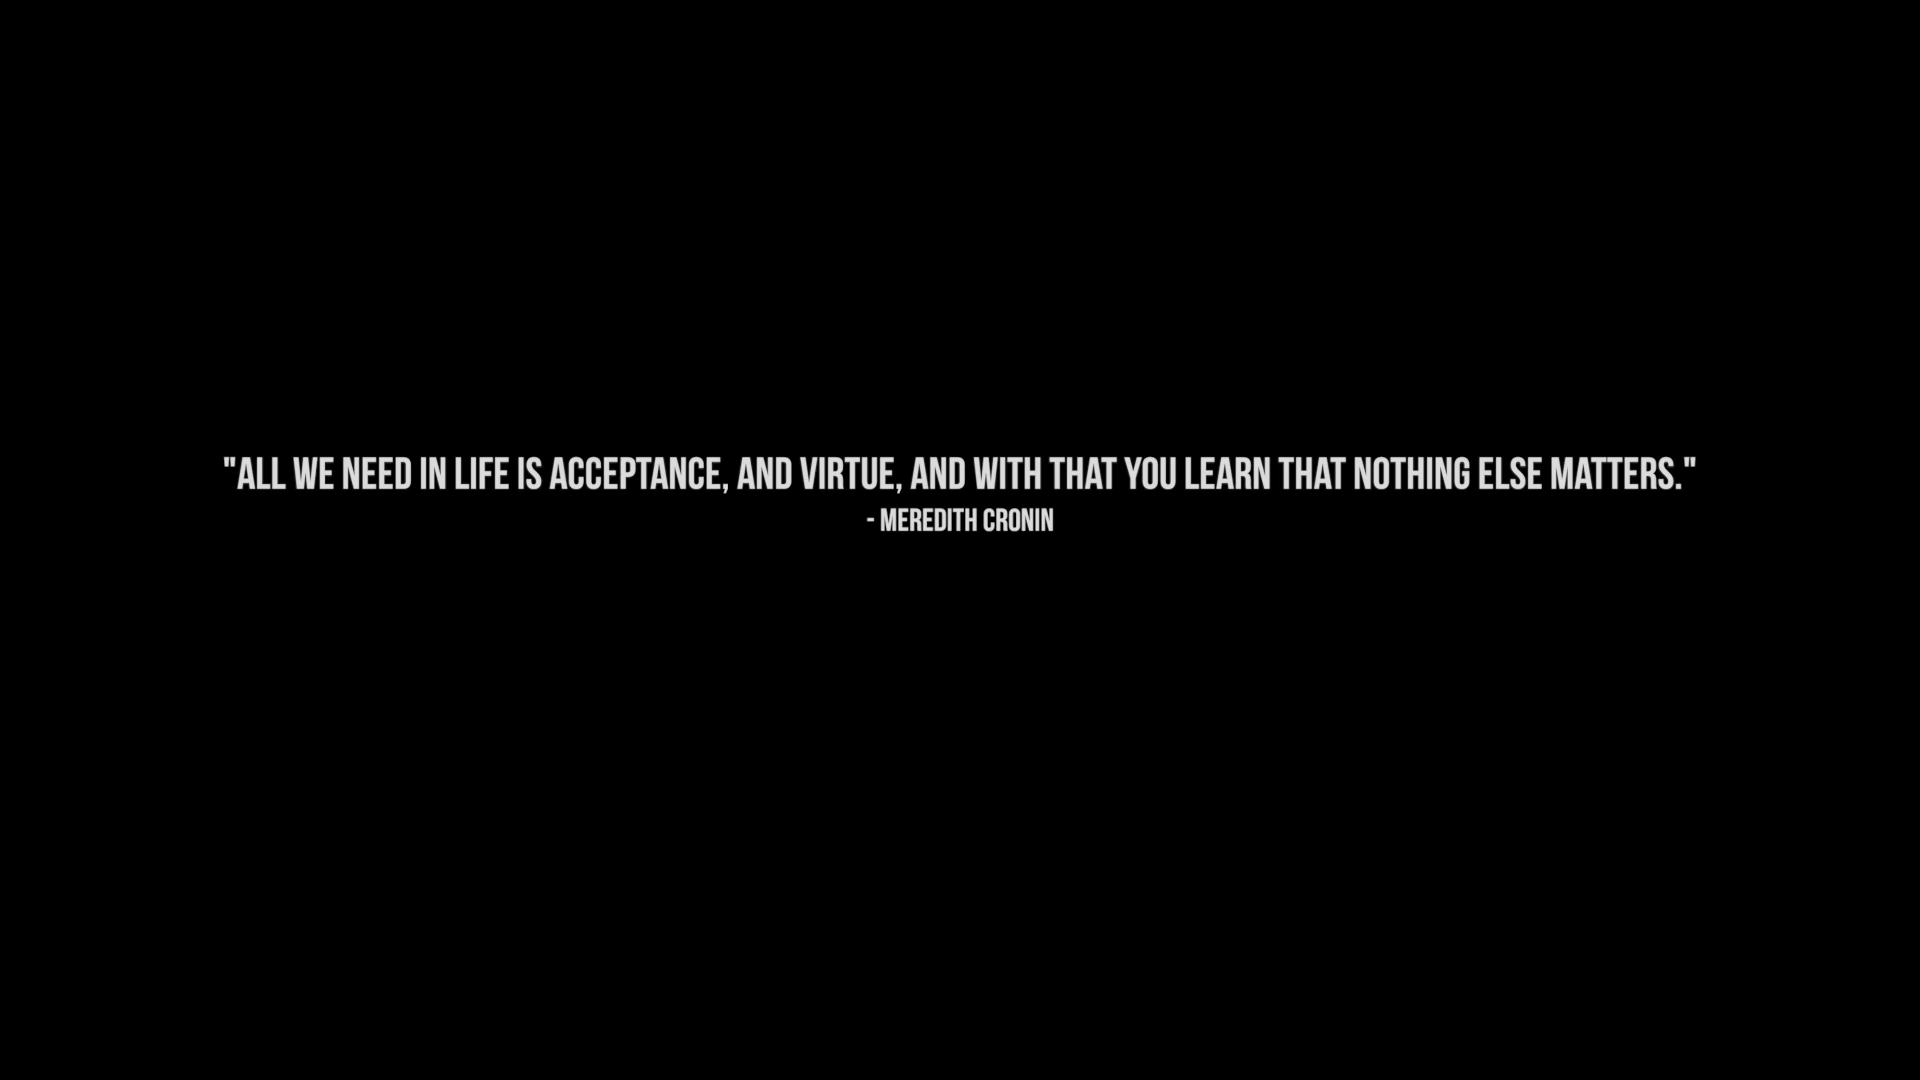 "ALL WE NEED IN LIFE IS ACCEPTANCE, AND VIRTUE, AND WITH THAT YOU LEARN THAT NOTHING ELSE MATTERS."
- MEREDITH CRONIN